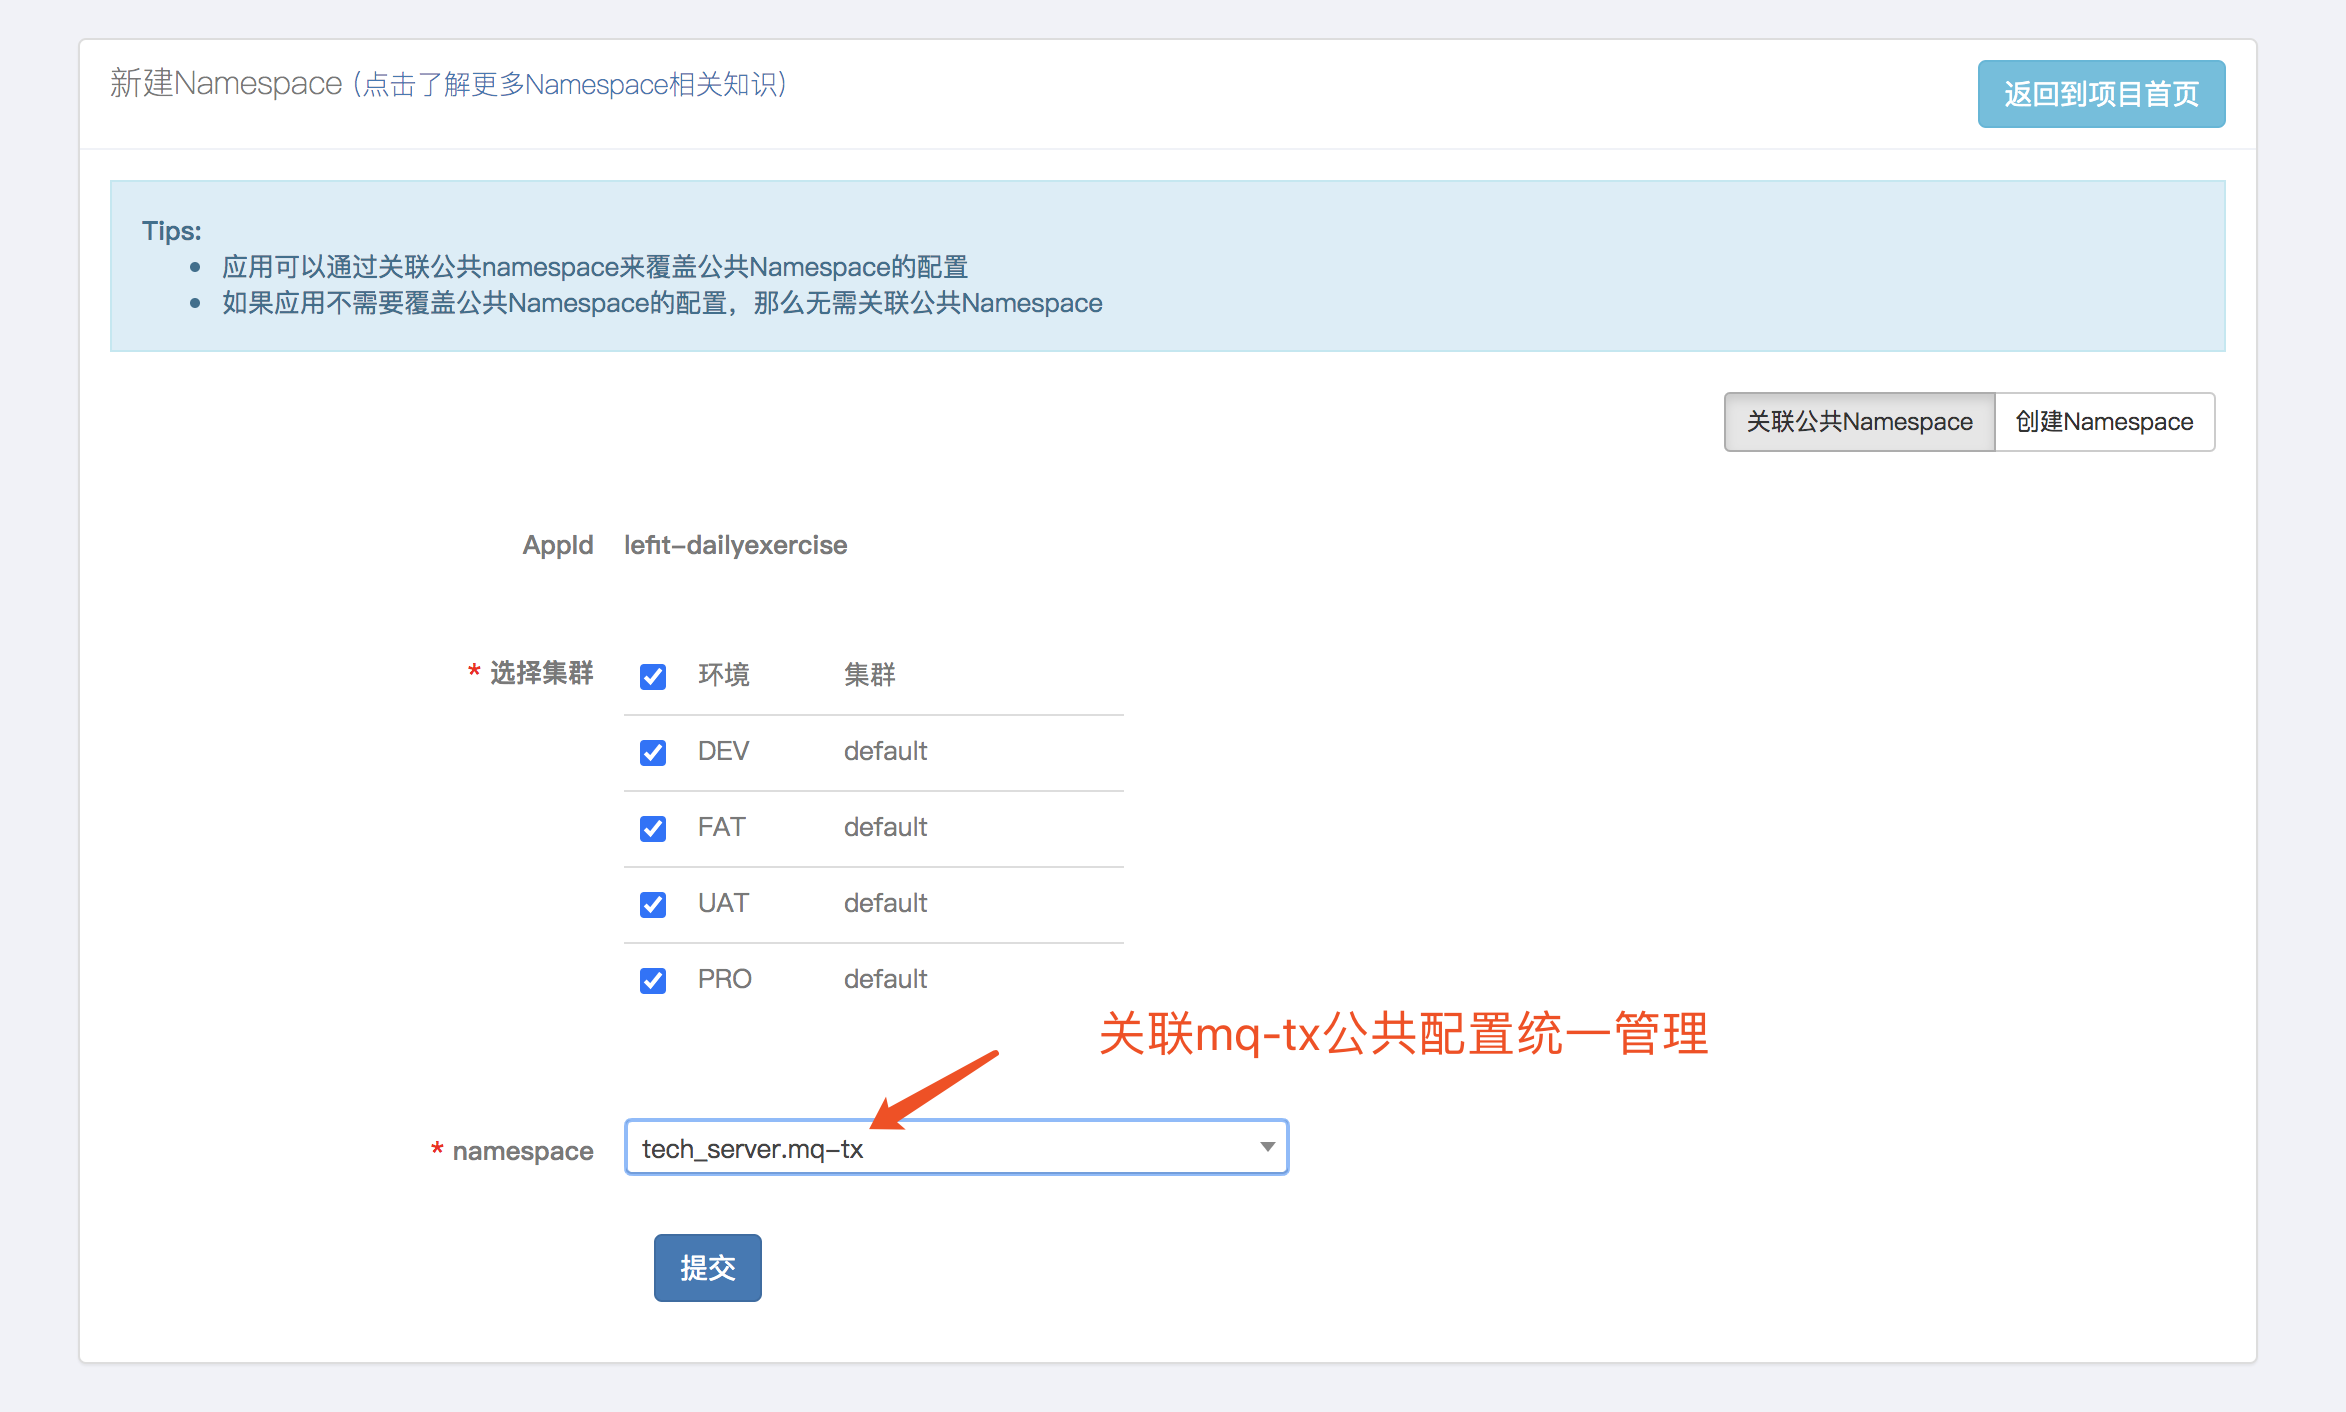 新建Namespace (点击了解更多Namespace相关知识)
返回到项目首页
Tips:
应用可以通过关联公共namespace来覆盖公共Namespace的配置
如果应用不需要覆盖公共Namespace的配置，那么无需关联公共Namespace
关联公共Namespace 创建Namespace
AppId lefit-dailyexercise
* 选择集群 环境 集群
DEV default
FAT default
UAT default
PRO default
关联mq-tx公共配置统一管理
* namespace tech_server.mq-tx
提交